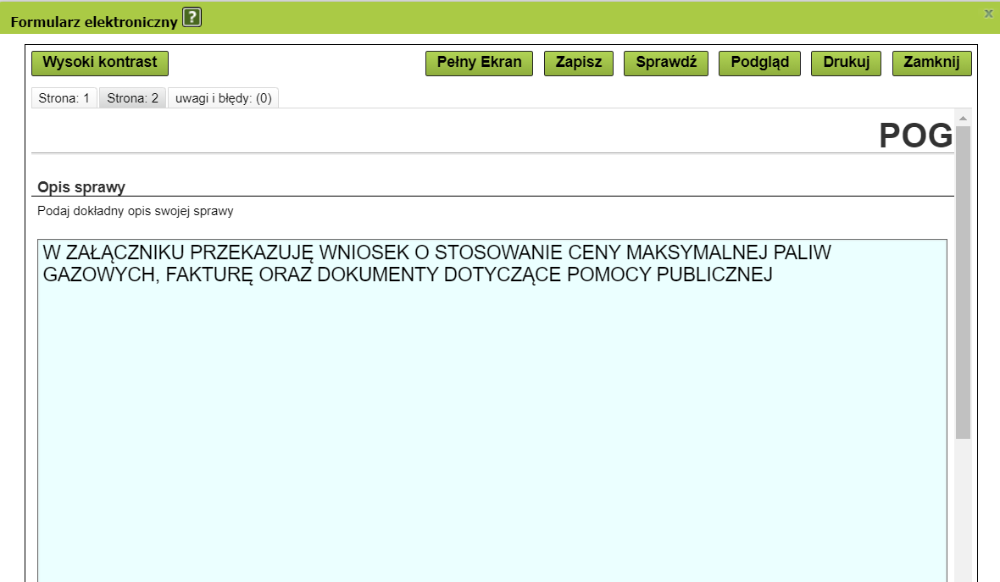 Formularz elektroniczny ?
x
Wysoki kontrast Pełny Ekran Zapisz Sprawdź Podgląd Drukuj Zamknij
Strona: 1 Strona: 2 uwagi i błędy: (0)
POG
Opis sprawy
Podaj dokładny opis swojej sprawy
W ZAŁĄCZNIKU PRZEKAZUJĘ WNIOSEK O STOSOWANIE CENY MAKSYMALNEJ PALIW
GAZOWYCH, FAKTURĘ ORAZ DOKUMENTY DOTYCZĄCE POMOCY PUBLICZNEJ